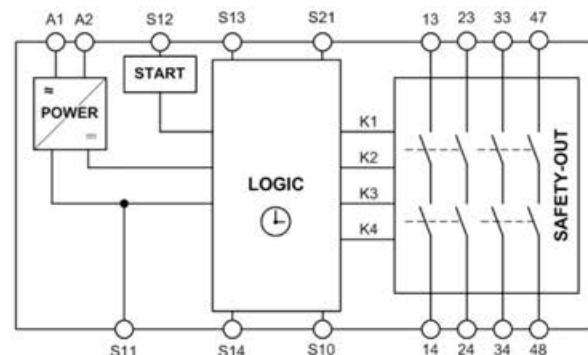 A1 A2 S12 S13 S21 13 23 33 47
START
≂ POWER
K1
K2
LOGIC
K3
K4
SAFETY-OUT
S11 S14 S10 14 24 34 48